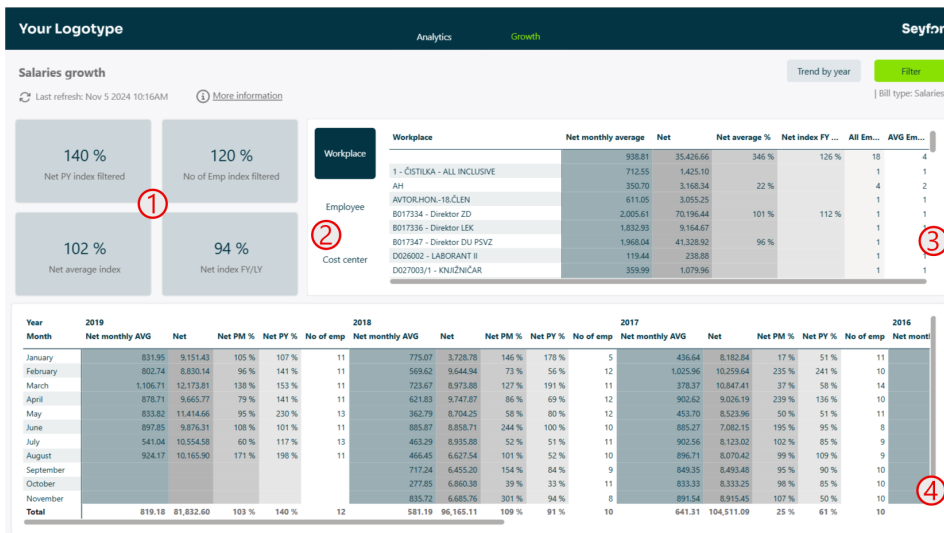 Your Logotype
Analytics
Growth
Seyfor
Salaries growth
Trend by year
Filter
Last refresh: Nov 5 2024 10:16AM
More information
| Bill type: Salaries
140 %
Net PY index filtered
120 %
No of Emp index filtered
1
102 %
Net average index
94 %
Net index FY/LY
Workplace
Employee
2
Cost center
Workplace Net monthly average Net Net average % Net index FY ... All Em... AVG Em...
938.81 35.426.66 346 % 126 % 18 4
1 - ČISTILKA - ALL INCLUSIVE 712.55 1,425.10 1 1
AH 350.70 3,168.34 22 % 4 2
AVTOR.HON.-18.ČLEN 611.05 3,055.25 1 1
B017334 - Direktor ZD 2,005.61 70,196.44 101 % 112 % 1 1
B017336 - Direktor LEK 1,832.93 9,164.67 1 1
B017347 - Direktor DU PSVZ 1,968.04 41,328.92 96 % 1
3
D026002 - LABORANT II 119.44 238.88 1 1
D027003/1 - KNJIŽNIČAR 359.99 1,079.96 1 1
Year 2019 2018 2017 2016
Month Net monthly AVG Net Net PM % Net PY % No of emp Net monthly AVG Net Net PM % Net PY % No of emp Net monthly AVG Net Net PM % Net PY % No of emp Net montl
January 831.95 9,151.43 105 % 107 % 11 775.07 3,728.78 146 % 178 % 5 436.64 8,182.84 17 % 51 % 11
February 802.74 8,830.14 96 % 141 % 11 569.62 9,644.94 73 % 56 % 12 1,025.96 10,259.64 235 % 241 % 10
March 1,106.71 12,173.81 138 % 153 % 11 723.67 8,973.88 127 % 191 % 11 378.37 10,847.41 37 % 58 % 14
April 878.71 9,665.77 79 % 141 % 11 621.83 9,747.87 86 % 69 % 12 902.62 9,026.19 239 % 136 % 10
May 833.82 11,414.66 95 % 230 % 13 362.79 8,704.25 58 % 80 % 12 453.70 8,523.96 50 % 51 % 11
June 897.85 9,876.31 108 % 101 % 11 885.87 8,858.71 244 % 100 % 10 885.27 7,082.15 195 % 95 % 8
July 541.04 10,554.58 60 % 117 % 13 463.29 8,935.88 52 % 51 % 11 902.56 8,123.02 102 % 85 % 9
August 924.17 10,165.90 171 % 198 % 11 466.45 6,627.54 101 % 52 % 10 896.71 8,070.42 99 % 109 % 9
September 717.24 6,455.20 154 % 84 % 9 849.35 8,493.48 95 % 90 % 10
October 277.85 6,860.38 39 % 33 % 11 833.33 8,333.25 98 % 85 % 10
4
November 835.72 6,685.76 301 % 94 % 8 891.54 8,915.45 107 % 50 % 10
Total 819.18 81,832.60 103 % 140 % 12 581.19 96,165.11 109 % 91 % 10 641.31 104,511.09 25 % 61 % 10